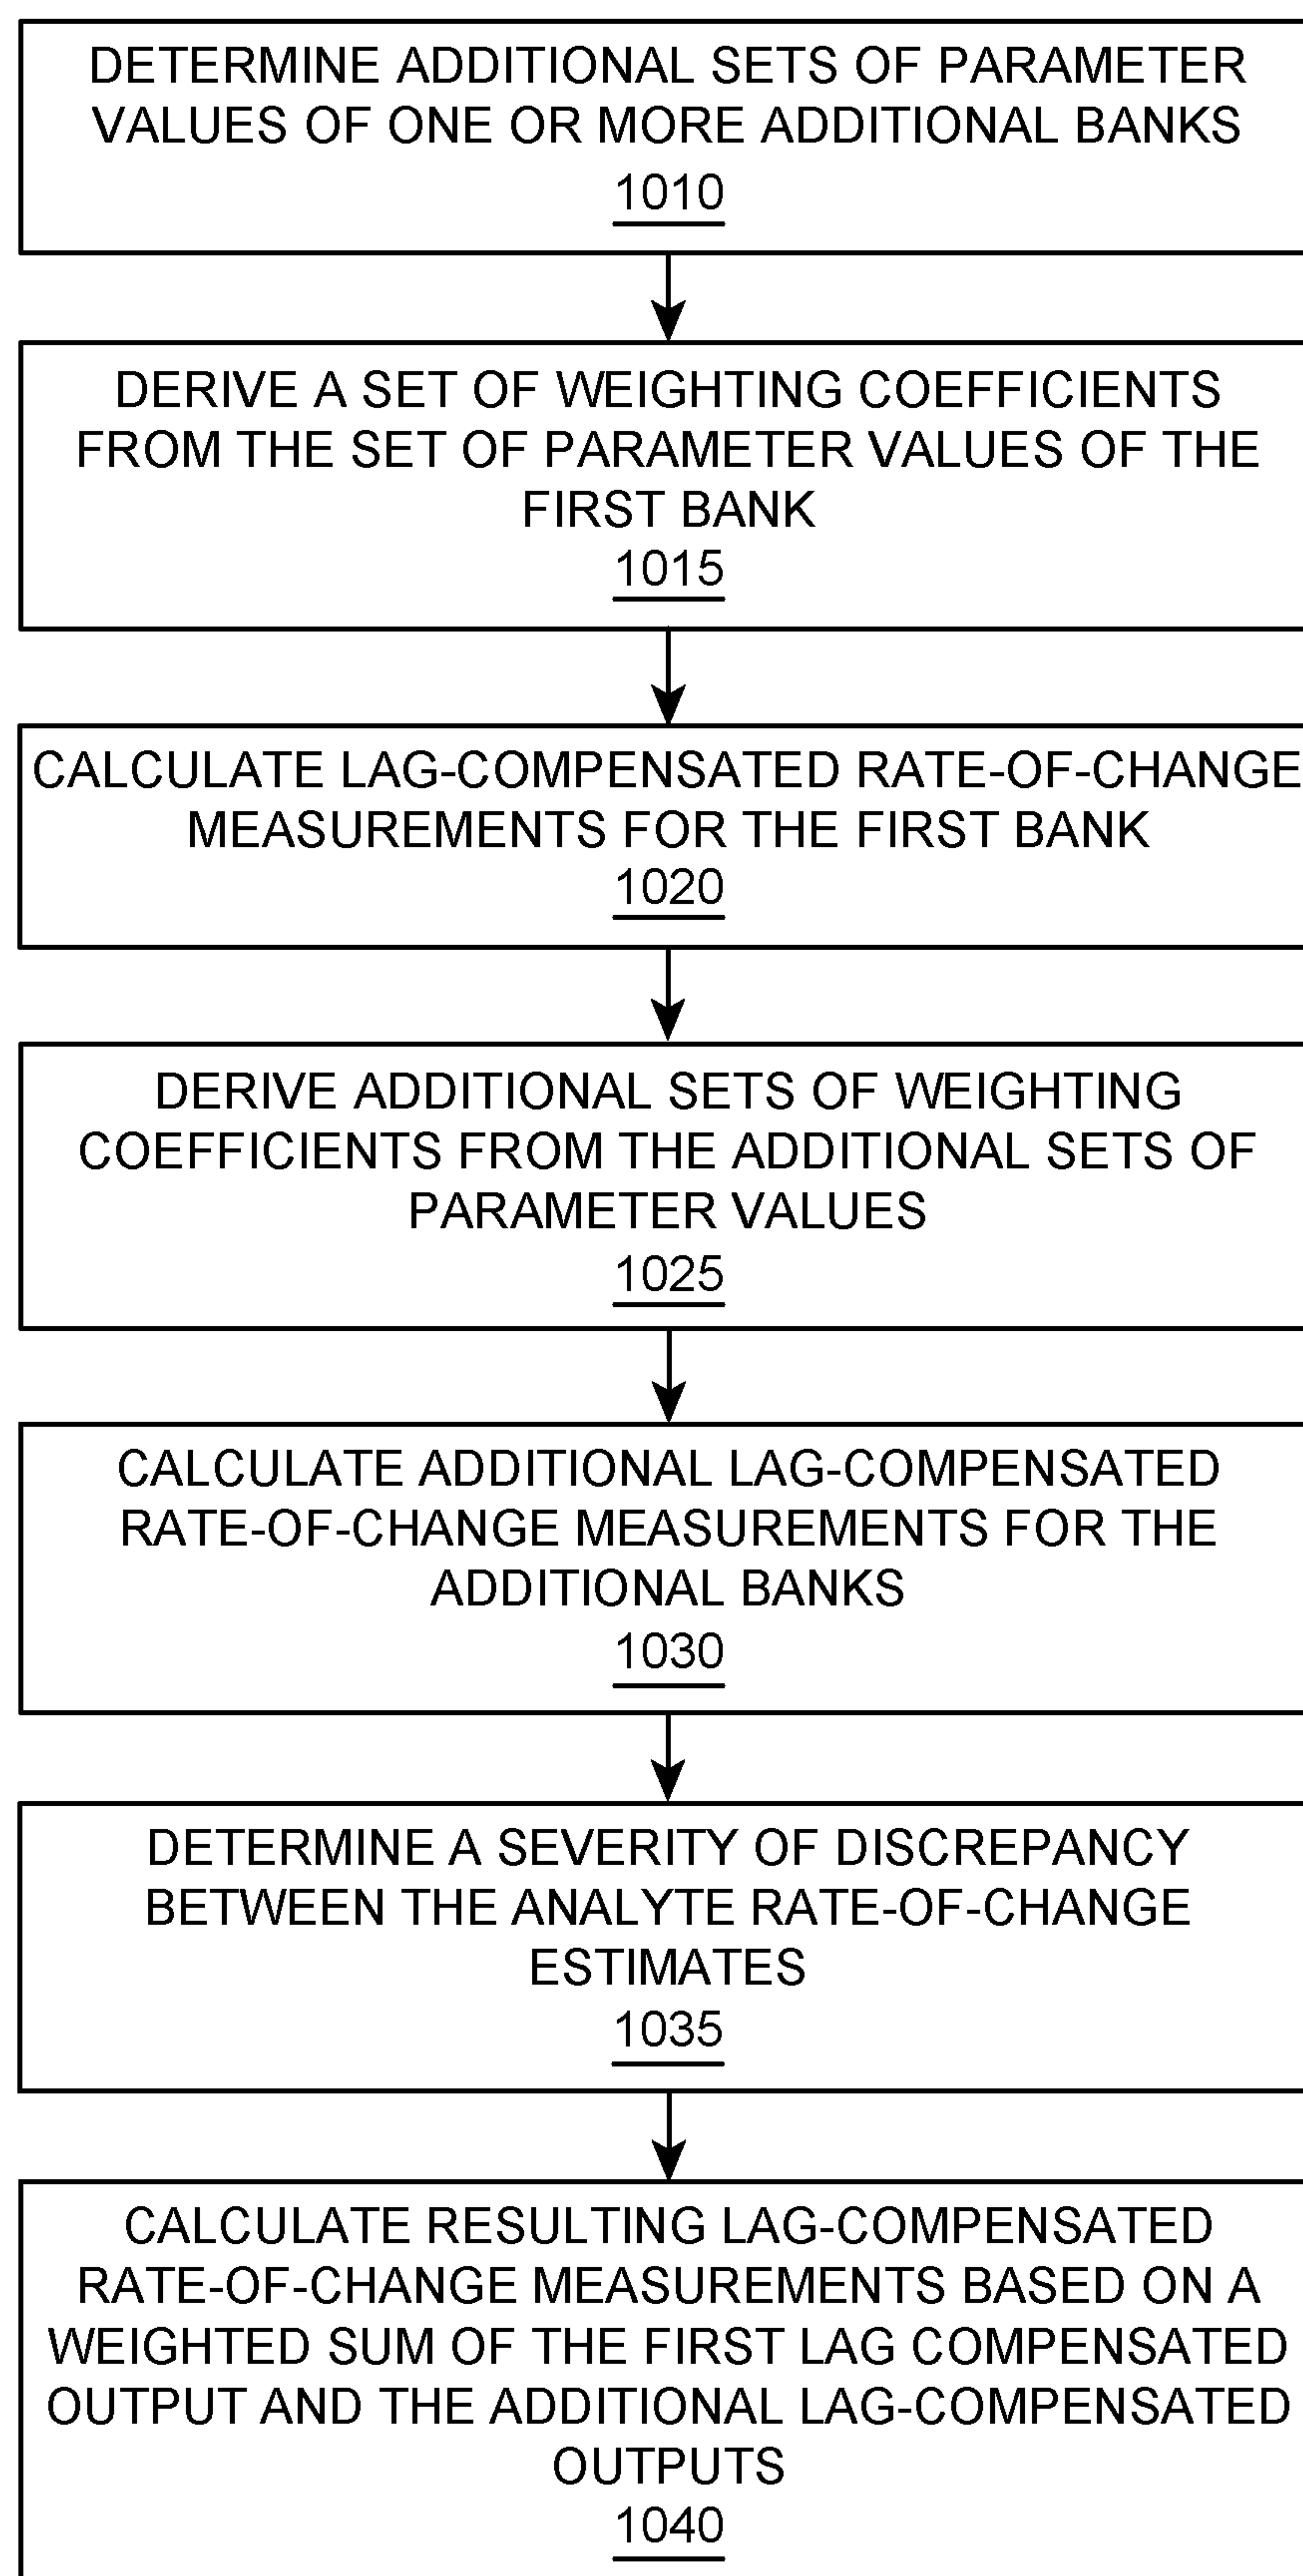 DETERMINE ADDITIONAL SETS OF PARAMETER
VALUES OF ONE OR MORE ADDITIONAL BANKS
1010
DERIVE A SET OF WEIGHTING COEFFICIENTS
FROM THE SET OF PARAMETER VALUES OF THE
FIRST BANK
1015
CALCULATE LAG-COMPENSATED RATE-OF-CHANGE
MEASUREMENTS FOR THE FIRST BANK
1020
DERIVE ADDITIONAL SETS OF WEIGHTING
COEFFICIENTS FROM THE ADDITIONAL SETS OF
PARAMETER VALUES
1025
CALCULATE ADDITIONAL LAG-COMPENSATED
RATE-OF-CHANGE MEASUREMENTS FOR THE
ADDITIONAL BANKS
1030
DETERMINE A SEVERITY OF DISCREPANCY
BETWEEN THE ANALYTE RATE-OF-CHANGE
ESTIMATES
1035
CALCULATE RESULTING LAG-COMPENSATED
RATE-OF-CHANGE MEASUREMENTS BASED ON A
WEIGHTED SUM OF THE FIRST LAG COMPENSATED
OUTPUT AND THE ADDITIONAL LAG-COMPENSATED
OUTPUTS
1040